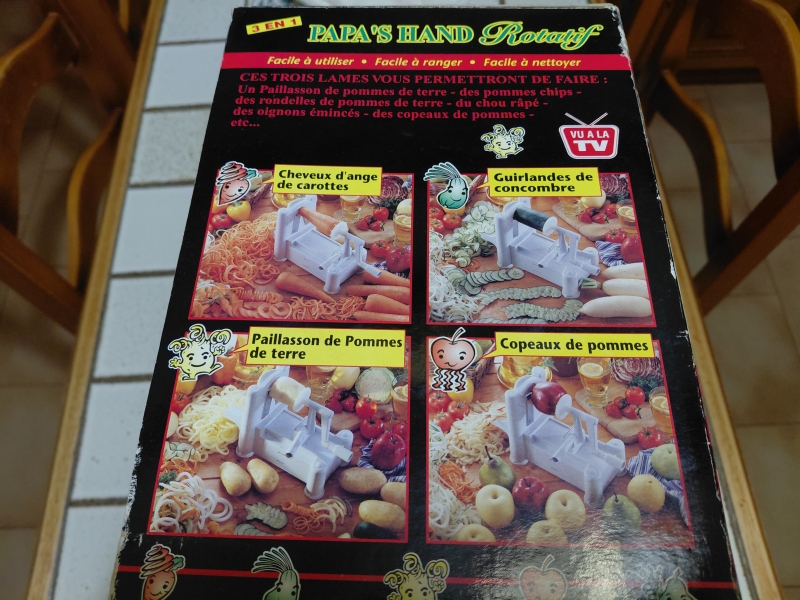 3 EN 1
PAPA'S HAND Rotatif
Facile à utiliser • Facile à ranger • Facile à nettoyer
CES TROIS LAMES VOUS PERMETTRONT DE FAIRE :
Un Paillasson de pommes de terre - des pommes chips -
des rondelles de pommes de terre - du chou râpé -
des oignons émincés - des copeaux de pommes -
etc...
VU A LA
TV
Cheveux d'ange
de carottes
Guirlandes de
concombre
Paillasson de Pommes
de terre
Copeaux de pommes